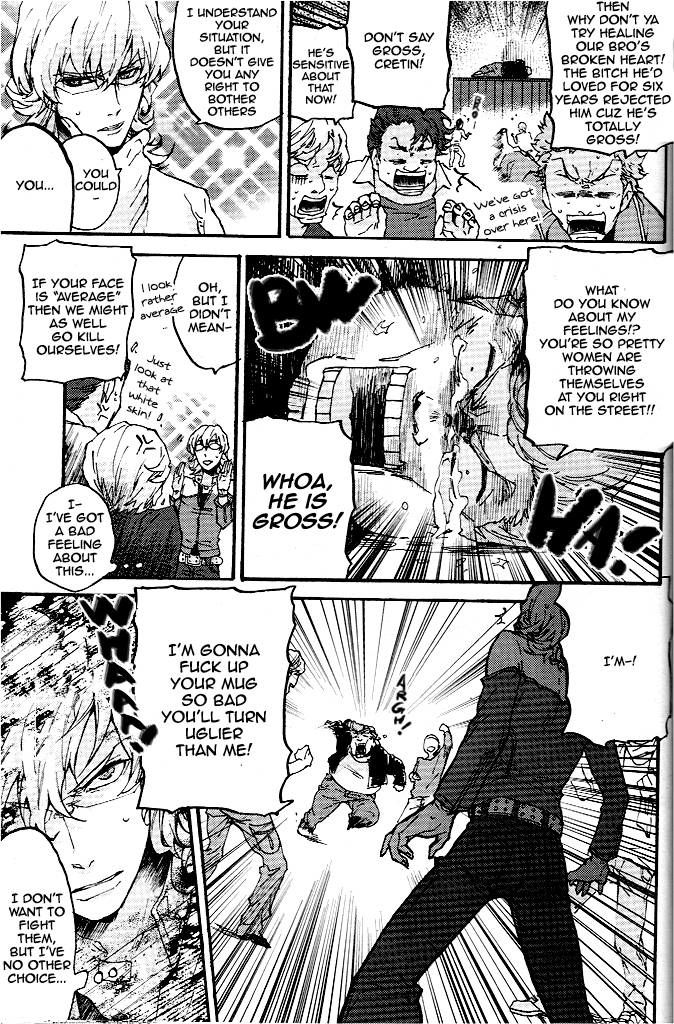 THEN
WHY DON'T YA
TRY HEALING
OUR BRO'S
BROKEN HEART!
THE BITCH HE'D
LOVED FOR SIX
YEARS REJECTED
HIM CUZ HE'S
TOTALLY
GROSS!
DON'T SAY
GROSS,
CRETIN!
HE'S
SENSITIVE
ABOUT
THAT
NOW!
We've got
a crisis
over here!
I UNDERSTAND
YOUR
SITUATION,
BUT IT
DOESN'T GIVE
YOU ANY
RIGHT TO
BOTHER
OTHERS
YOU
COULD-
YOU...
WHAT
DO YOU KNOW
ABOUT MY
FEELINGS!?
YOU'RE SO PRETTY
WOMEN ARE
THROWING
THEMSELVES
AT YOU RIGHT
ON THE STREET!!
BW
HA!
WHOA,
HE IS
GROSS!
OH,
BUT I
DIDN'T
MEAN-
I look
rather
average
IF YOUR FACE
IS "AVERAGE"
THEN WE MIGHT
AS WELL
GO KILL
OURSELVES!
Just
look at
that
white
skin!
I-
I'VE GOT
A BAD
FEELING
ABOUT
THIS...
I'M-!
ARGH!
I'M GONNA
FUCK UP
YOUR MUG
SO BAD
YOU'LL TURN
UGLIER
THAN ME!
WHAAA!
I DON'T
WANT TO
FIGHT
THEM,
BUT I'VE
NO OTHER
CHOICE...